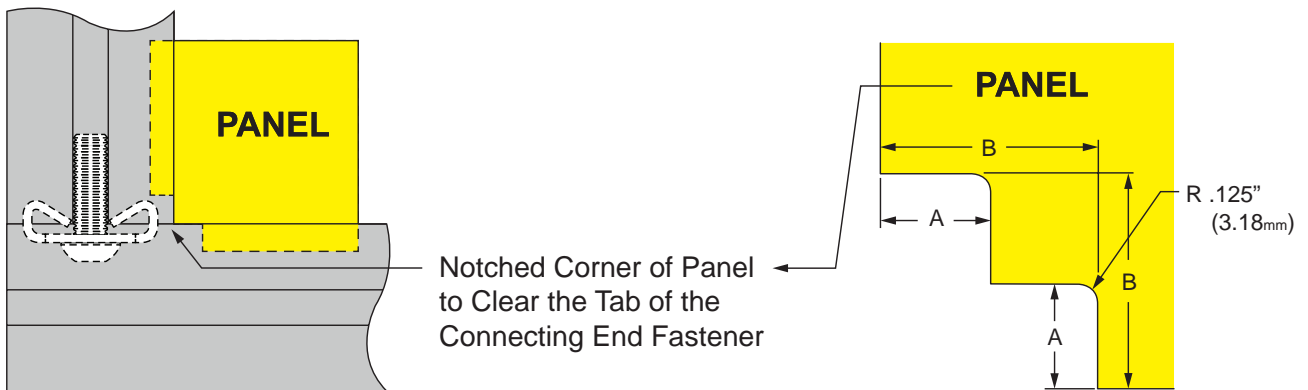 PANEL
Notched Corner of Panel
to Clear the Tab of the
Connecting End Fastener
PANEL
B
A
R .125”
(3.18mm)
B
A